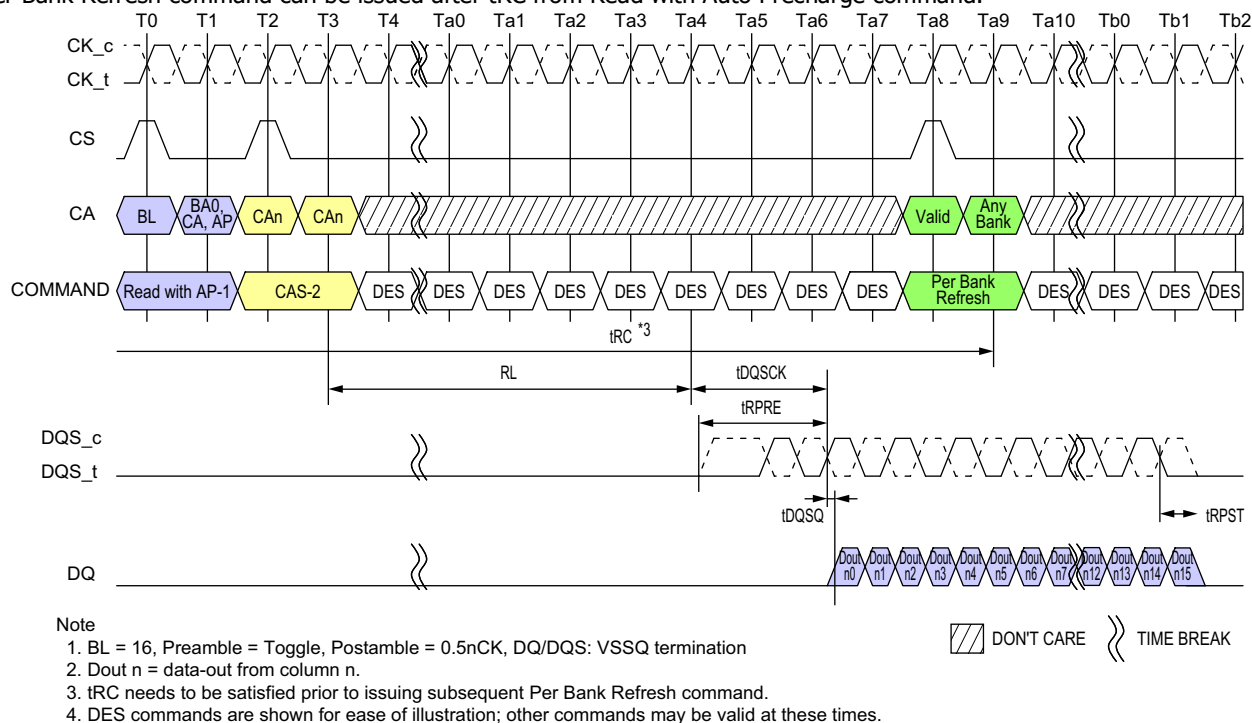 er Bank Refresh command can be issued after tRC from Read with Auto Precharge command.
T0 T1 T2 T3 T4 Ta0 Ta1 Ta2 Ta3 Ta4 Ta5 Ta6 Ta7 Ta8 Ta9 Ta10 Tb0 Tb1 Tb2
CK_c
CK_t
CS
CA BL BA0, CA, AP CAn CAn Valid Any Bank
COMMAND Read with AP-1 CAS-2 DES DES DES DES DES DES DES DES DES Per Bank Refresh DES DES DES DES
tRC *3
RL tDQSCK
tRPRE
DQS_c
DQS_t
tDQSQ tRPST
DQ Dout n0 Dout n1 Dout n2 Dout n3 Dout n4 Dout n5 Dout n6 Dout n7 Dout n12 Dout n13 Dout n14 Dout n15
Note
1. BL = 16, Preamble = Toggle, Postamble = 0.5nCK, DQ/DQS: VSSQ termination
2. Dout n = data-out from column n.
3. tRC needs to be satisfied prior to issuing subsequent Per Bank Refresh command.
4. DES commands are shown for ease of illustration; other commands may be valid at these times.
DON'T CARE TIME BREAK